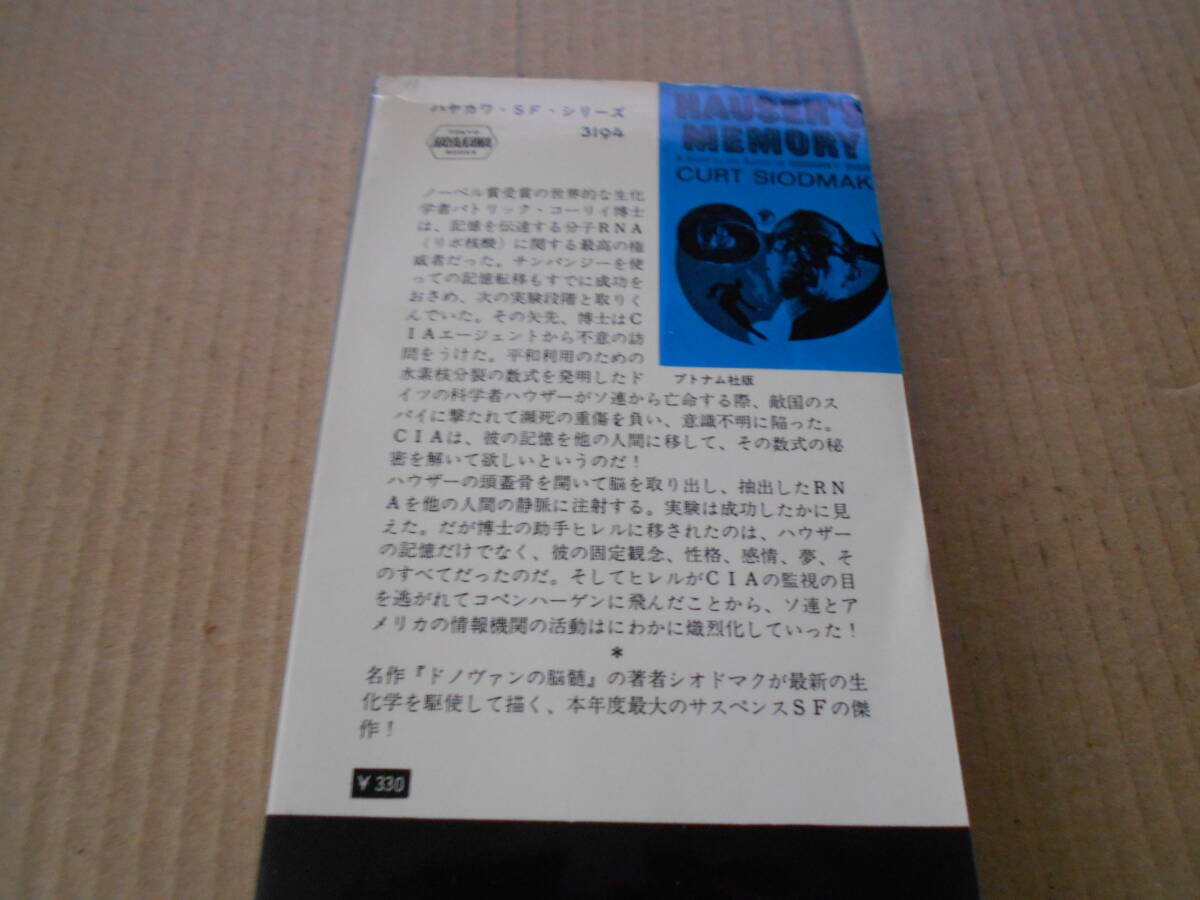 ハヤカワ・SF・シリーズ
3194
TOKYO
HAYAKAWA
BOOKS
HAUSER'S
MEMORY
CURT SIODMAK
プトナム社版
ノーベル賞受賞の世界的な生化
学者パトリック・コーリイ博士
は、記憶を伝達する分子RNA
（リボ核酸）に関する最高の権
威者だった。チンパンジーを使
っての記憶転移もすでに成功を
おさめ、次の実験段階と取りく
んでいた。その矢先、博士はC
IAエージェントから不意の訪
問をうけた。平和利用のための
水素核分裂の数式を発明したド
イツの科学者ハウザーがソ連から亡命する際、敵国のス
パイに撃たれて瀕死の重傷を負い、意識不明に陥った。
CIAは、彼の記憶を他の人間に移して、その数式の秘
密を解いて欲しいというのだ！
ハウザーの頭蓋骨を開いて脳を取り出し、抽出したRN
Aを他の人間の静脈に注射する。実験は成功したかに見
えた。だが博士の助手ヒレルに移されたのは、ハウザー
の記憶だけでなく、彼の固定観念、性格、感情、夢、そ
のすべてだったのだ。そしてヒレルがCIAの監視の目
を逃がれてコペンハーゲンに飛んだことから、ソ連とア
メリカの情報機関の活動はにわかに熾烈化していった！
*
名作『ドノヴァンの脳髄』の著者シオドマクが最新の生
化学を駆使して描く、本年度最大のサスペンスSFの傑
作！
¥330